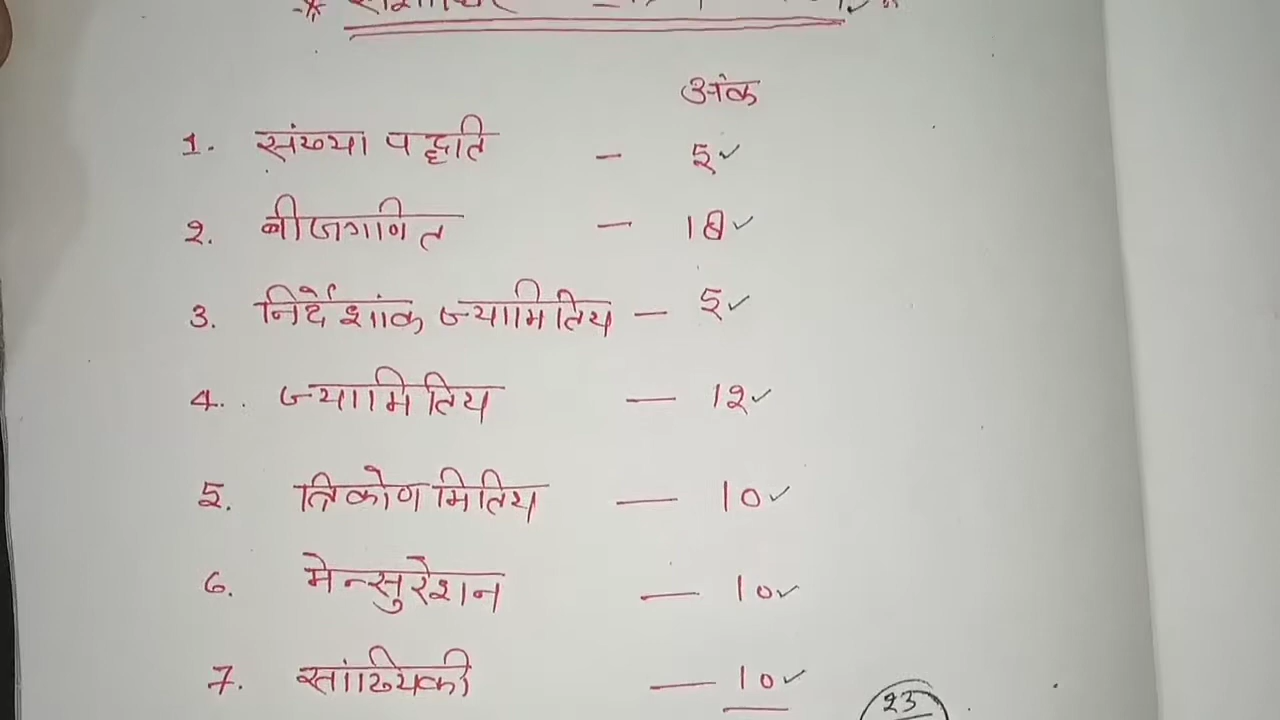 अंक
1. संख्या पद्धति - 5
2. बीजगणित - 18
3. निर्देशांक ज्यामितिय - 5
4. ज्यामितिय - 12
5. त्रिकोणमितिय - 10
6. मेन्सुरेशन - 10
7. सांख्यिकी - 10
23